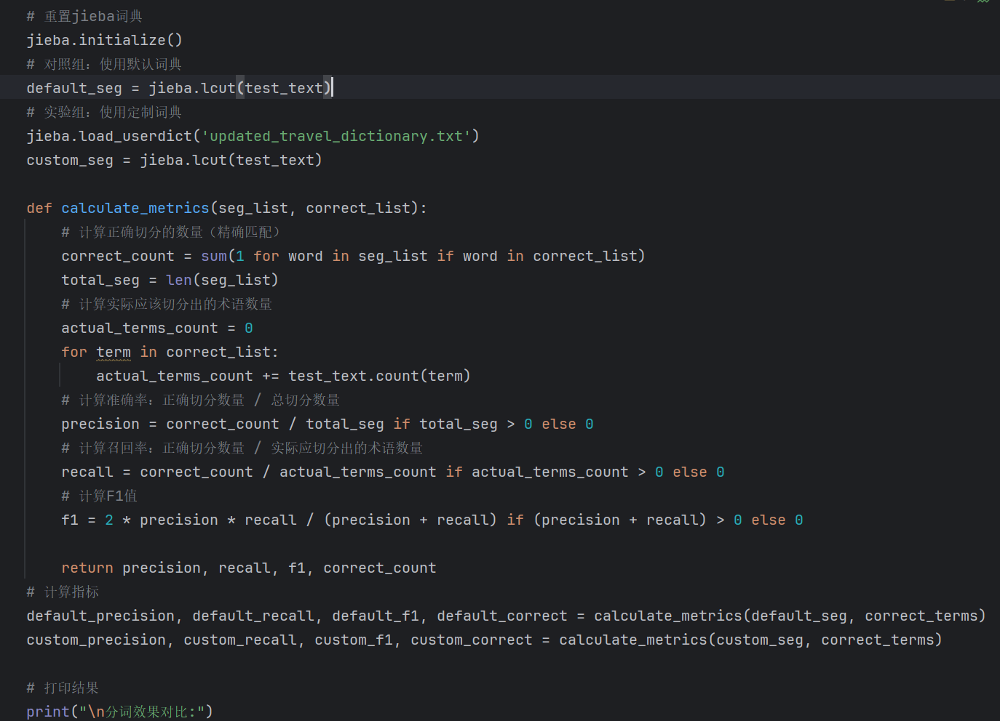 # 重置jieba词典
jieba.initialize()
# 对照组：使用默认词典
default_seg = jieba.lcut(test_text)
# 实验组：使用定制词典
jieba.load_userdict('updated_travel_dictionary.txt')
custom_seg = jieba.lcut(test_text)
def calculate_metrics(seg_list, correct_list):
# 计算正确切分的数量（精确匹配）
correct_count = sum(1 for word in seg_list if word in correct_list)
total_seg = len(seg_list)
# 计算实际应该切分出的术语数量
actual_terms_count = 0
for term in correct_list:
actual_terms_count += test_text.count(term)
# 计算准确率：正确切分数量 / 总切分数量
precision = correct_count / total_seg if total_seg > 0 else 0
# 计算召回率：正确切分数量 / 实际应切分出的术语数量
recall = correct_count / actual_terms_count if actual_terms_count > 0 else 0
# 计算F1值
f1 = 2 * precision * recall / (precision + recall) if (precision + recall) > 0 else 0
return precision, recall, f1, correct_count
# 计算指标
default_precision, default_recall, default_f1, default_correct = calculate_metrics(default_seg, correct_terms)
custom_precision, custom_recall, custom_f1, custom_correct = calculate_metrics(custom_seg, correct_terms)
# 打印结果
print("\n分词效果对比:")